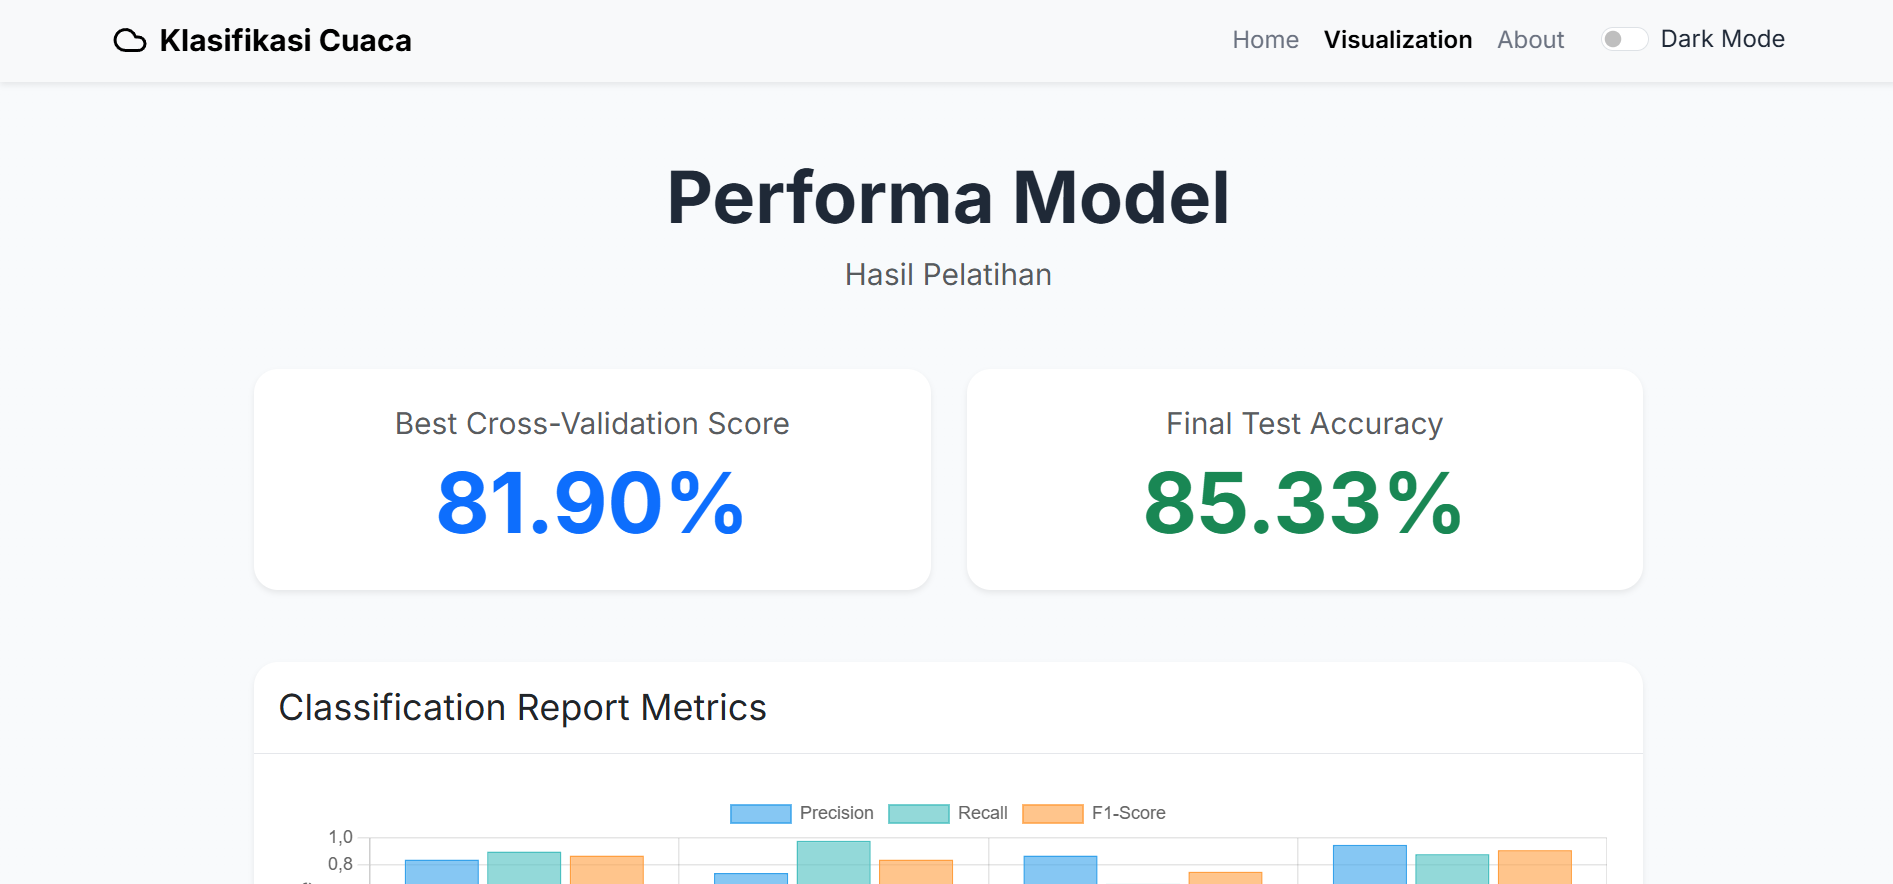 Klasifikasi Cuaca
Home Visualization About Dark Mode
Performa Model
Hasil Pelatihan
Best Cross-Validation Score
81.90%
Final Test Accuracy
85.33%
Classification Report Metrics
Precision Recall F1-Score
1,0
0,8